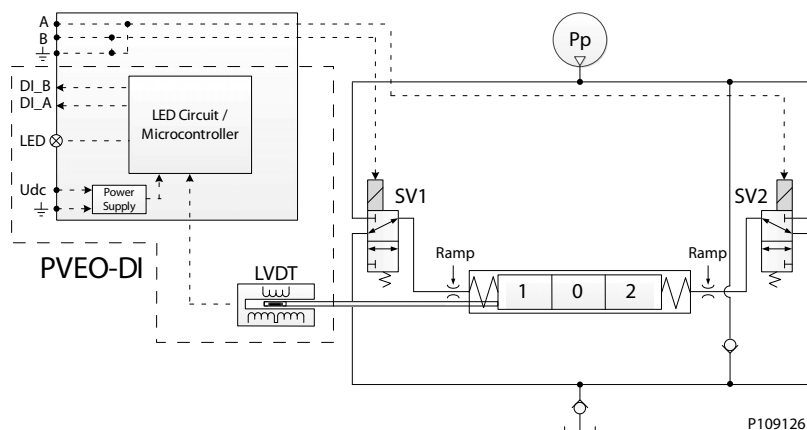 A
B
Pp
DI_B
DI_A
LED Circuit /
Microcontroller
LED
Udc
Power
Supply
SV1
SV2
PVEO-DI
LVDT
Ramp
Ramp
1 0 2
P109126